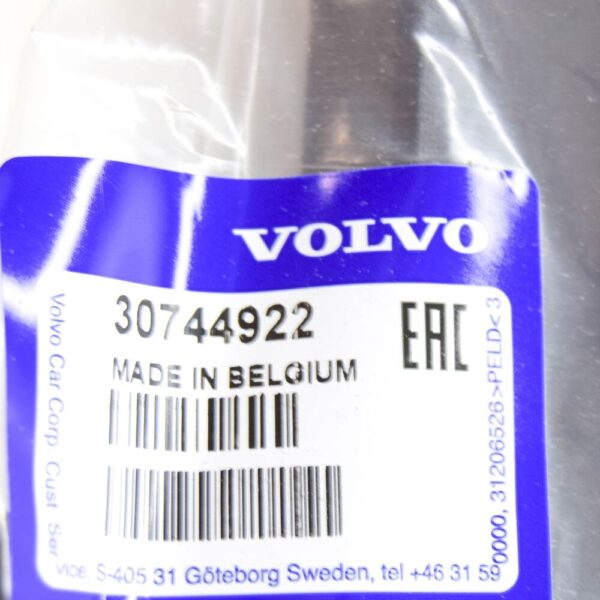 VOLVO
30744922
EAC
MADE IN BELGIUM
Volvo Car Corp. Cust Ser
vice. S-405 31 Göteborg Sweden, tel +46 31 59
0000, 31206526 >PELD< 3